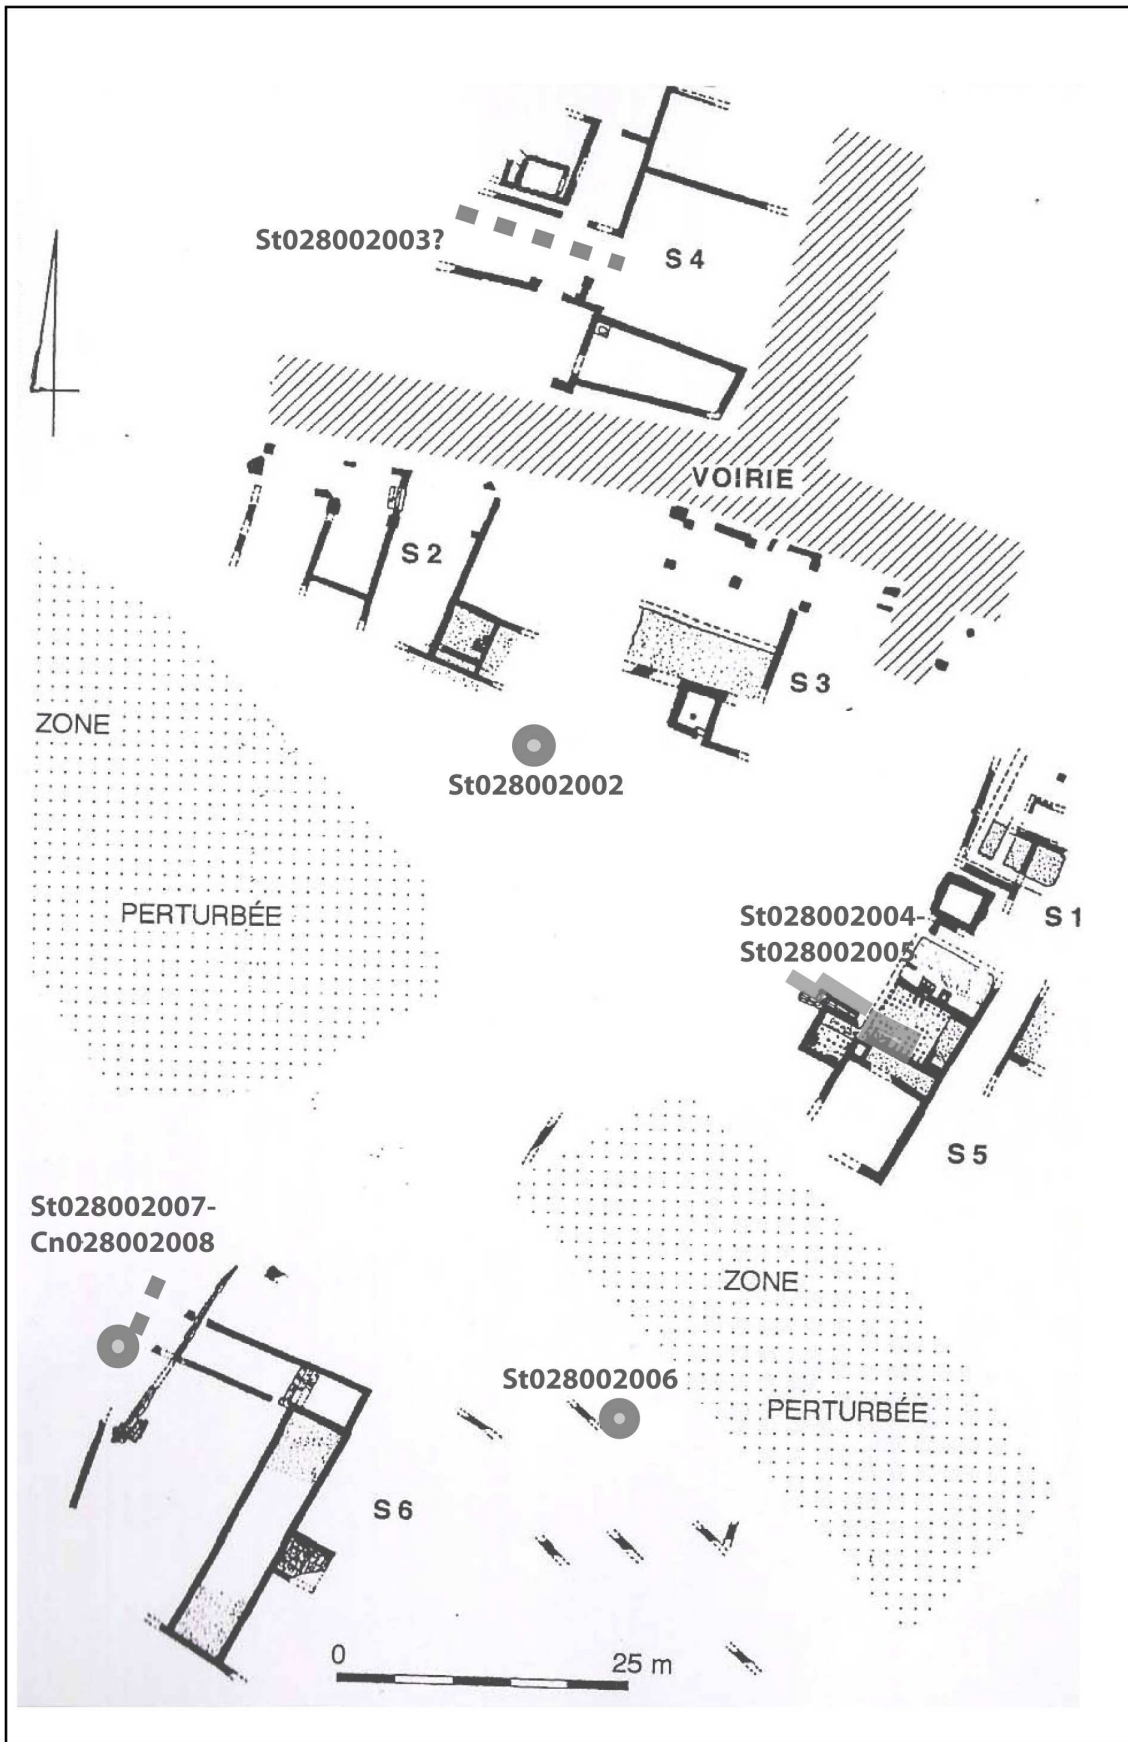 St028002003?
S 4
VOIRIE
S 2
S 3
ZONE
St028002002
PERTURBÉE
St028002004-
St028002005
S 1
S 5
St028002007-
Cn028002008
ZONE
St028002006
PERTURBÉE
S 6
0
25 m